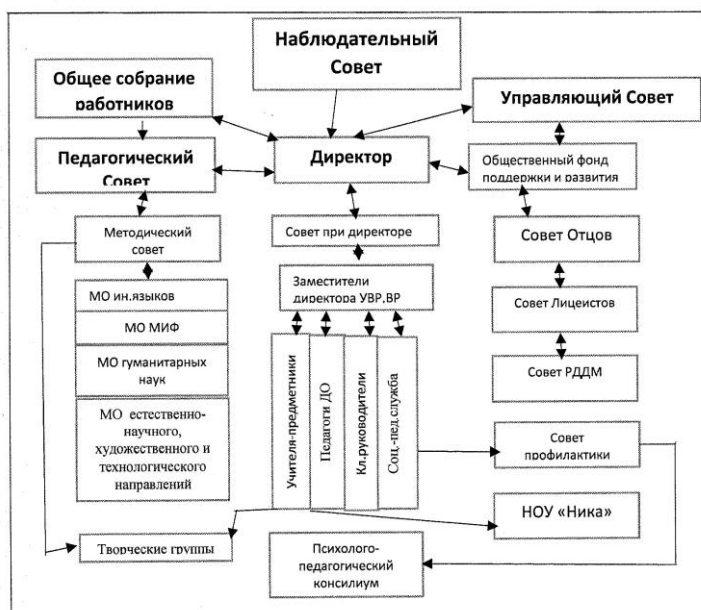 Наблюдательный
Совет
Общее собрание
работников
Управляющий Совет
Педагогический
Совет
Директор
Общественный фонд
поддержки и развития
Методический
совет
Совет при директоре
Совет Отцов
МО ин.языков
Заместители
директора УВР,ВР
Совет Лицеистов
МО МИФ
МО гуманитарных
наук
Совет РДДМ
МО естественно-
научного,
художественного и
технологического
направлений
Учителя-предметники
Педагоги ДО
Кл.руководители
Соц.-пед.служба
Совет
профилактики
НОУ «Ника»
Творческие группы
Психолого-
педагогический
консилиум